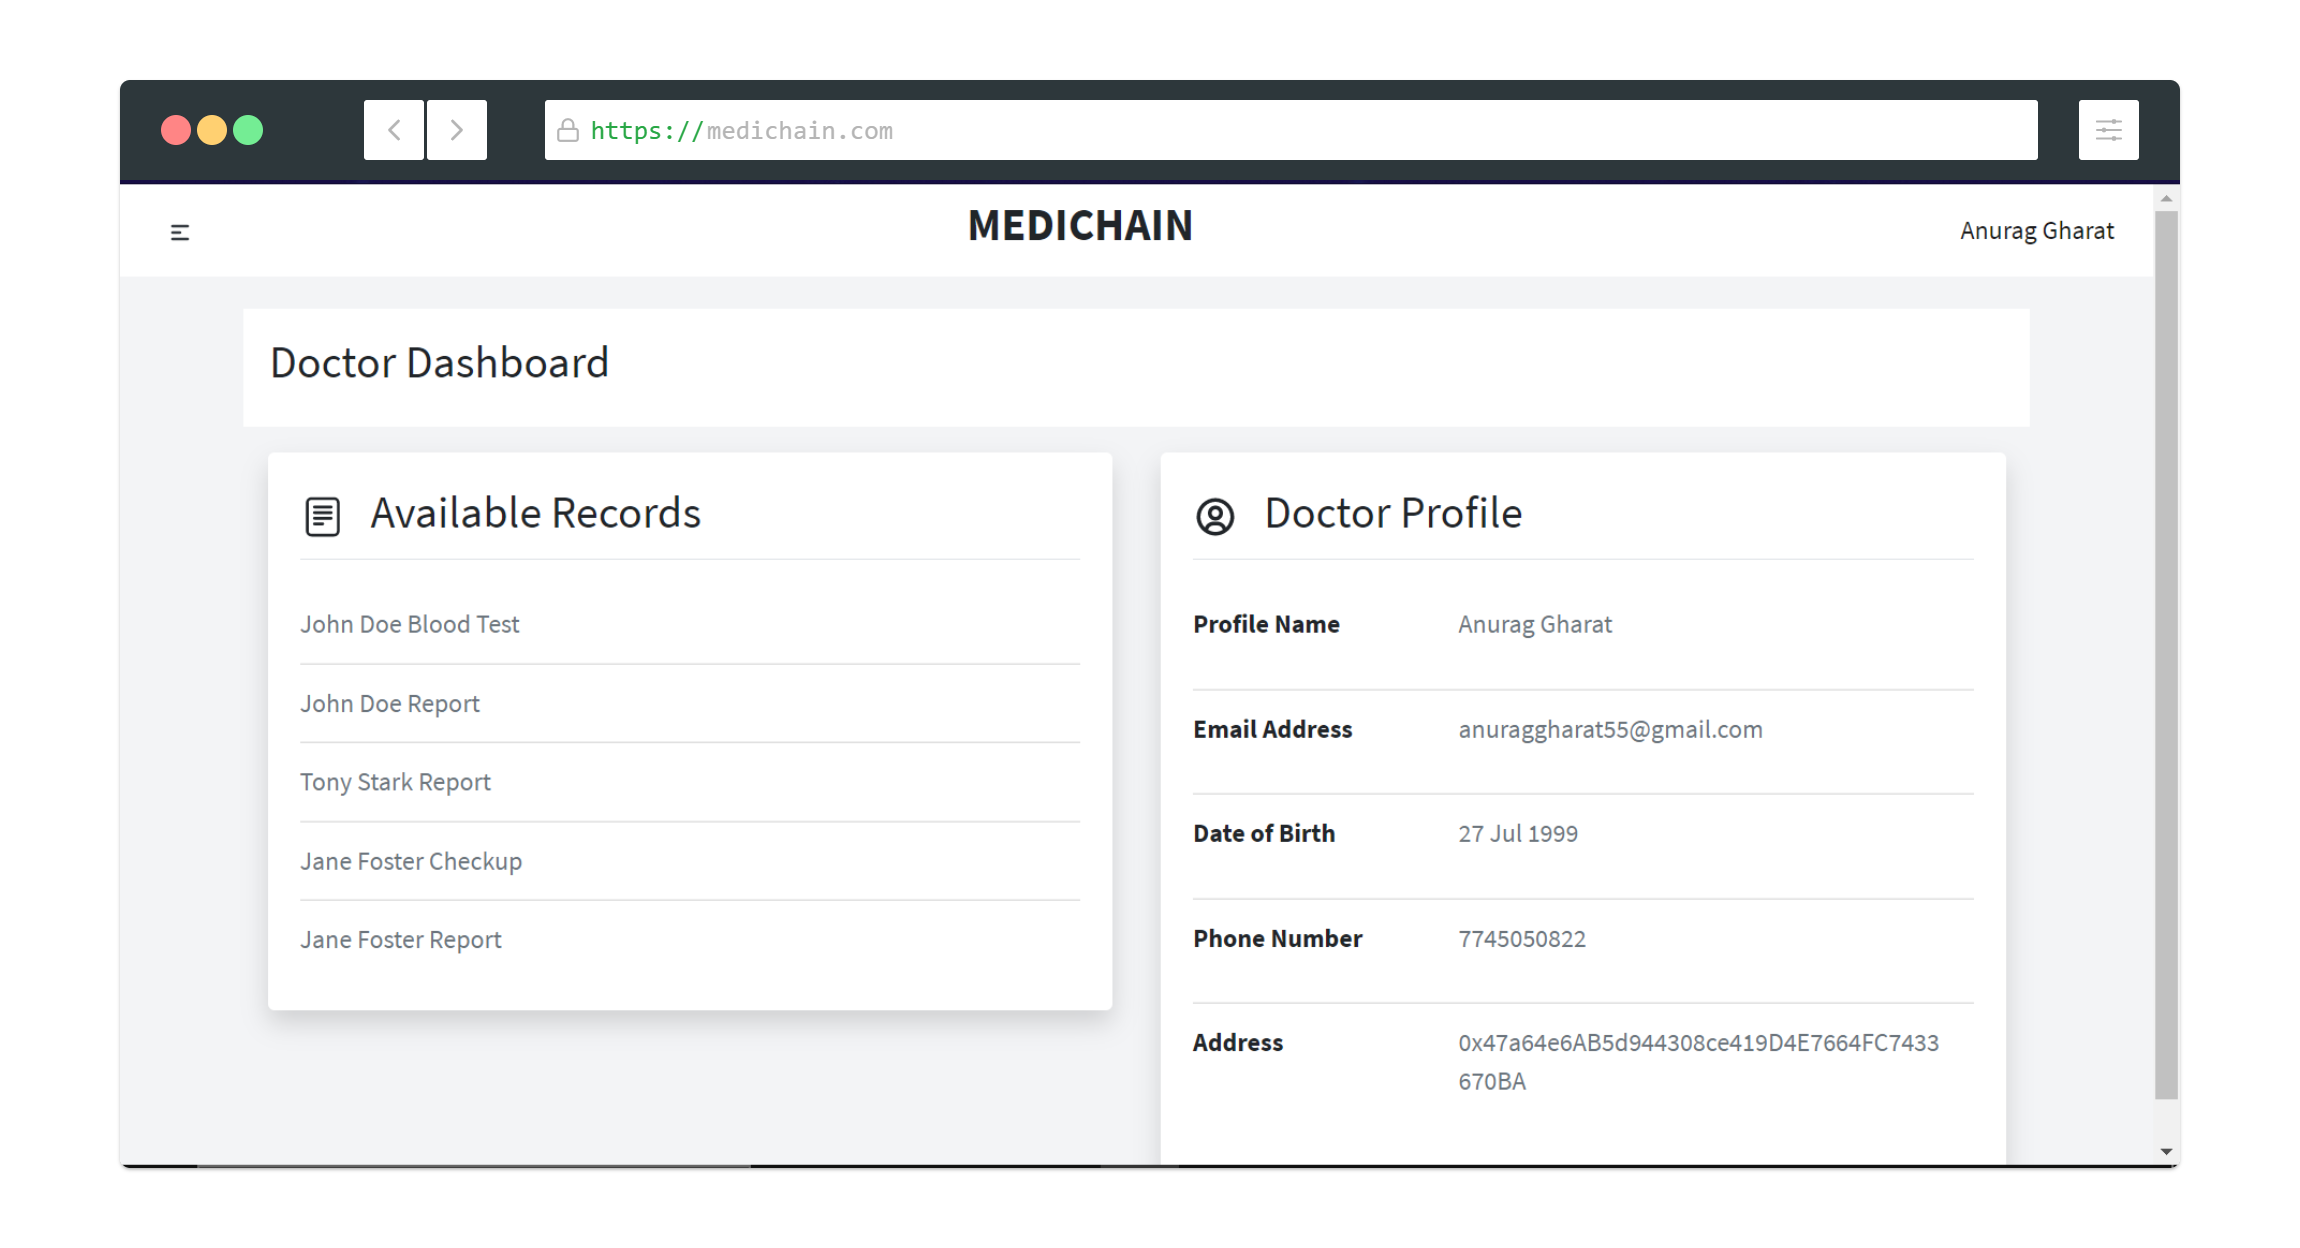 https://medichain.com
MEDICHAIN
Anurag Gharat
Doctor Dashboard
Available Records
John Doe Blood Test
John Doe Report
Tony Stark Report
Jane Foster Checkup
Jane Foster Report
Doctor Profile
Profile Name Anurag Gharat
Email Address anuraggharat55@gmail.com
Date of Birth 27 Jul 1999
Phone Number 7745050822
Address 0x47a64e6AB5d944308ce419D4E7664FC7433
670BA